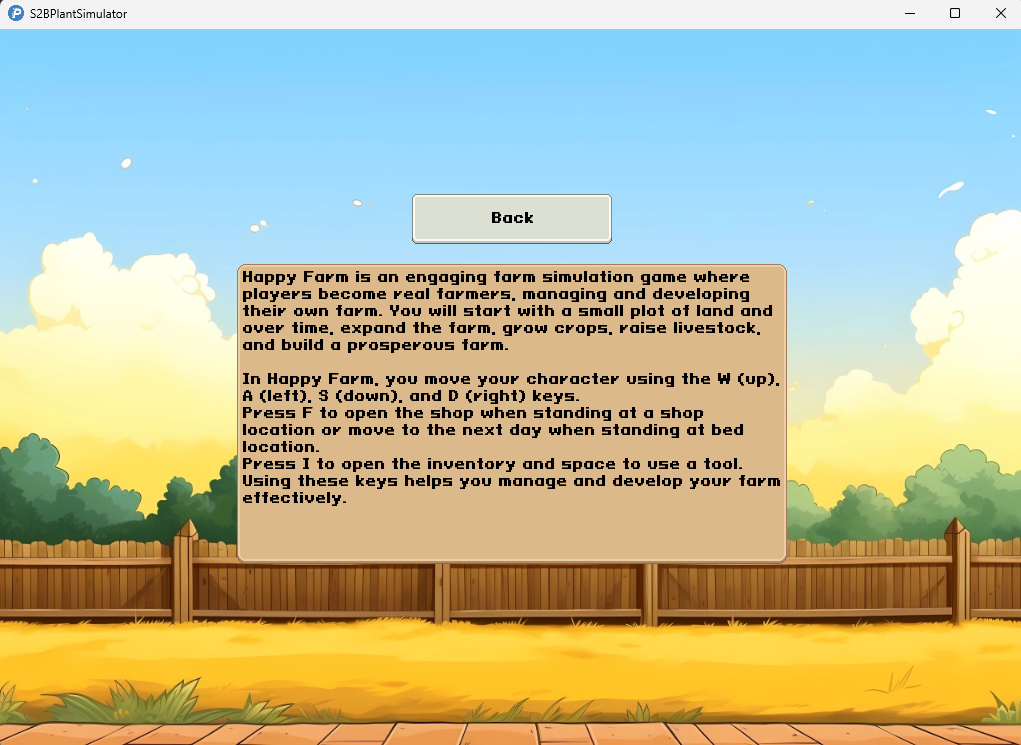 S2BPlantSimulator
Back
Happy Farm is an engaging farm simulation game where
players become real farmers, managing and developing
their own farm. You will start with a small plot of land and
over time, expand the farm, grow crops, raise livestock,
and build a prosperous farm.
In Happy Farm, you move your character using the W (up),
A (left), S (down), and D (right) keys.
Press F to open the shop when standing at a shop
location or move to the next day when standing at bed
location.
Press I to open the inventory and space to use a tool.
Using these keys helps you manage and develop your farm
effectively.